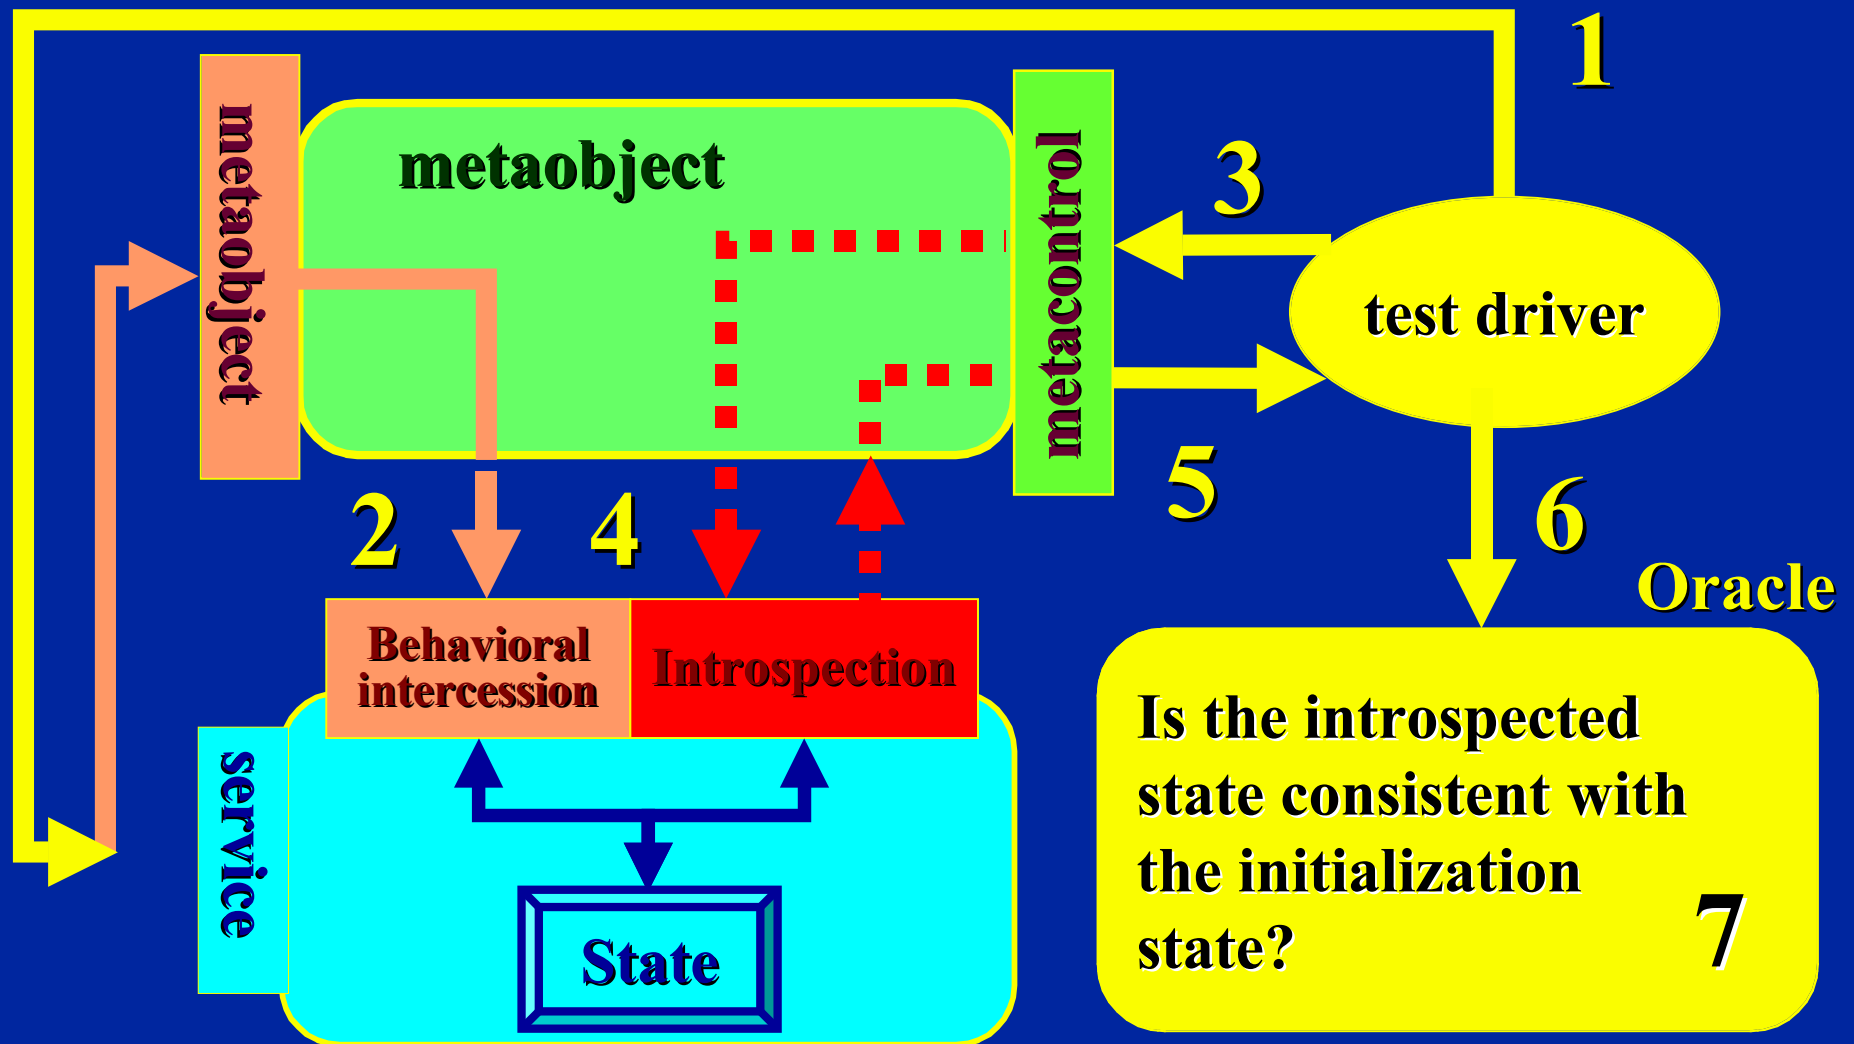 1
metaobject
metaobject
metacontrol
3
test driver
5
2
4
6
Oracle
Behavioral
intercession
Introspection
service
State
Is the introspected
state consistent with
the initialization
state?
7